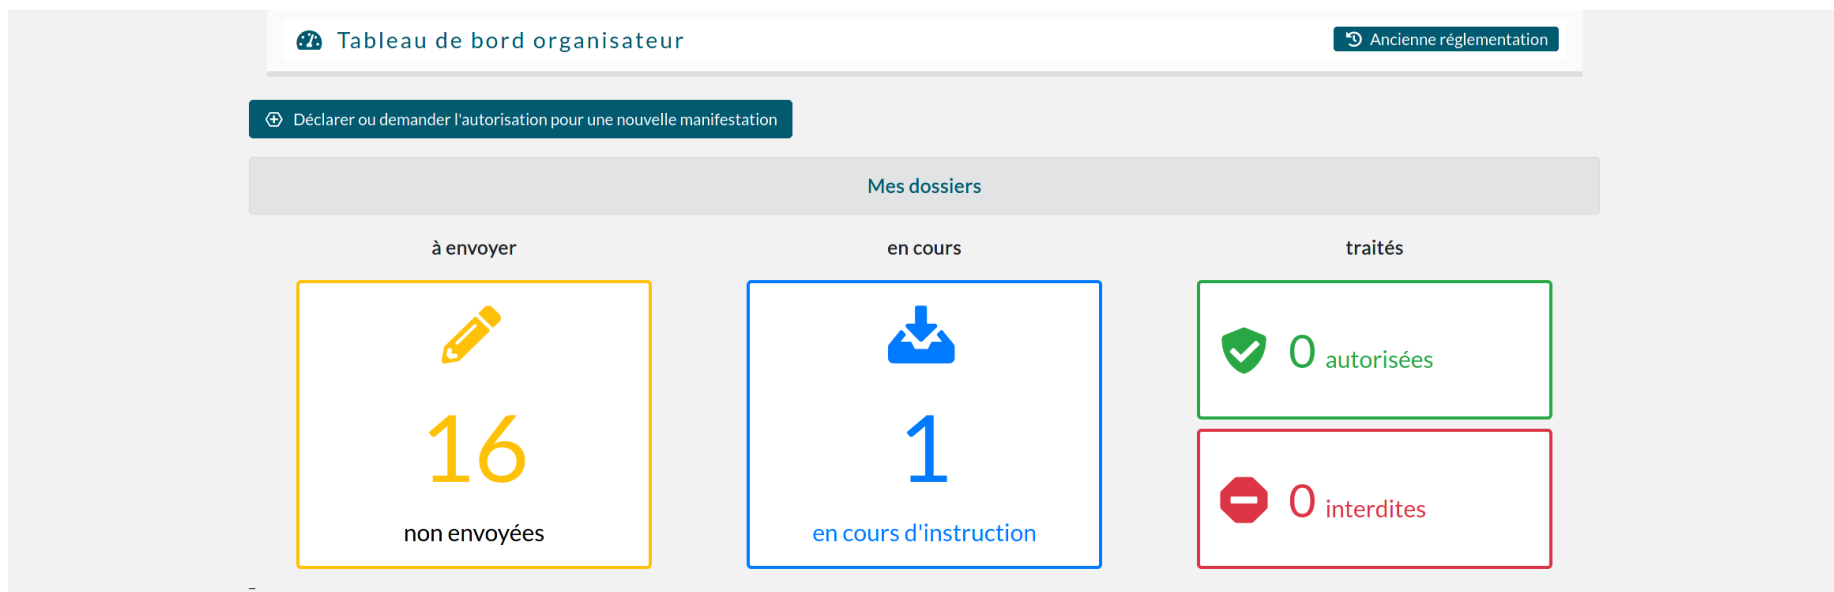 Tableau de bord organisateur
Ancienne réglementation
Déclarer ou demander l'autorisation pour une nouvelle manifestation
Mes dossiers
à envoyer
en cours
traités
16
non envoyées
1
en cours d'instruction
0 autorisées
0 interdites